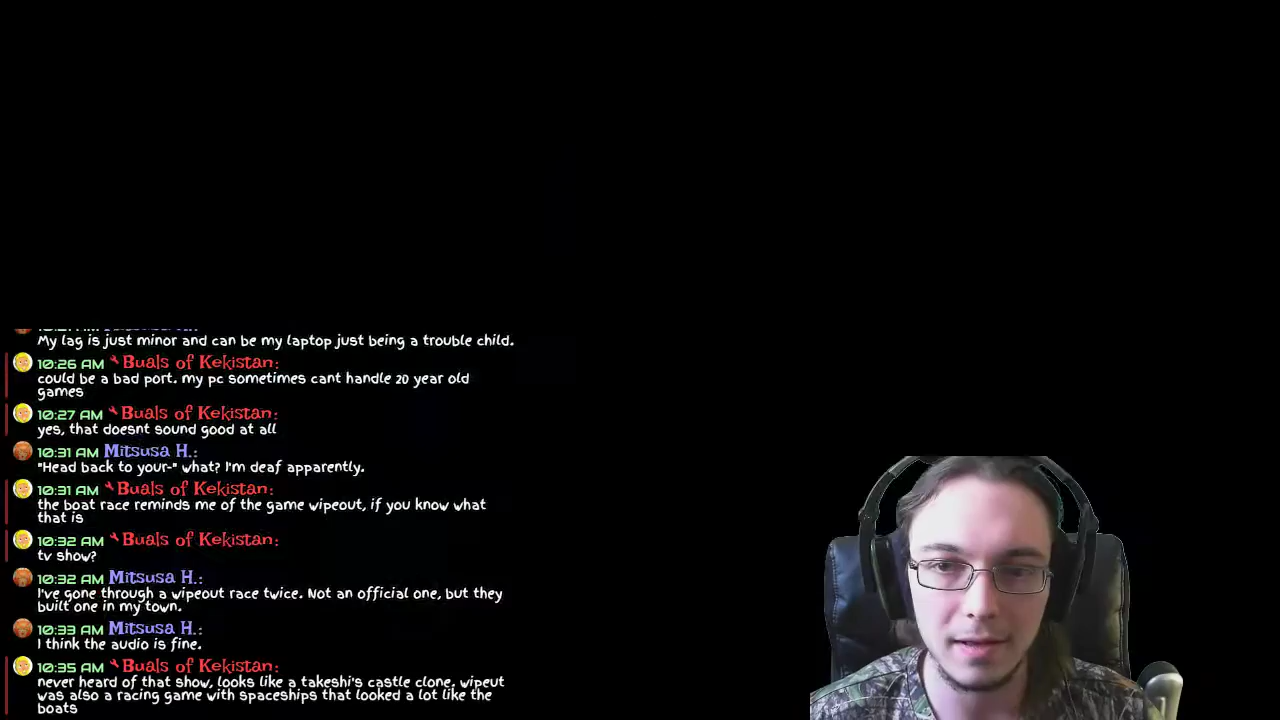 My lag is just minor and can be my laptop just being a trouble child.
10:26 AM Buals of Kekistan:
could be a bad port. my pc sometimes cant handle 20 year old
games
10:27 AM Buals of Kekistan:
yes, that doesnt sound good at all
10:31 AM Mitsusa H.:
"Head back to your-" what? I'm deaf apparently.
10:31 AM Buals of Kekistan:
the boat race reminds me of the game wipeout, if you know what
that is
10:32 AM Buals of Kekistan:
tv show?
10:32 AM Mitsusa H.:
I've gone through a wipeout race twice. Not an official one, but they
built one in my town.
10:33 AM Mitsusa H.:
I think the audio is fine.
10:35 AM Buals of Kekistan:
never heard of that show, looks like a takeshi's castle clone. wipeut
was also a racing game with spaceships that looked a lot like the
boats